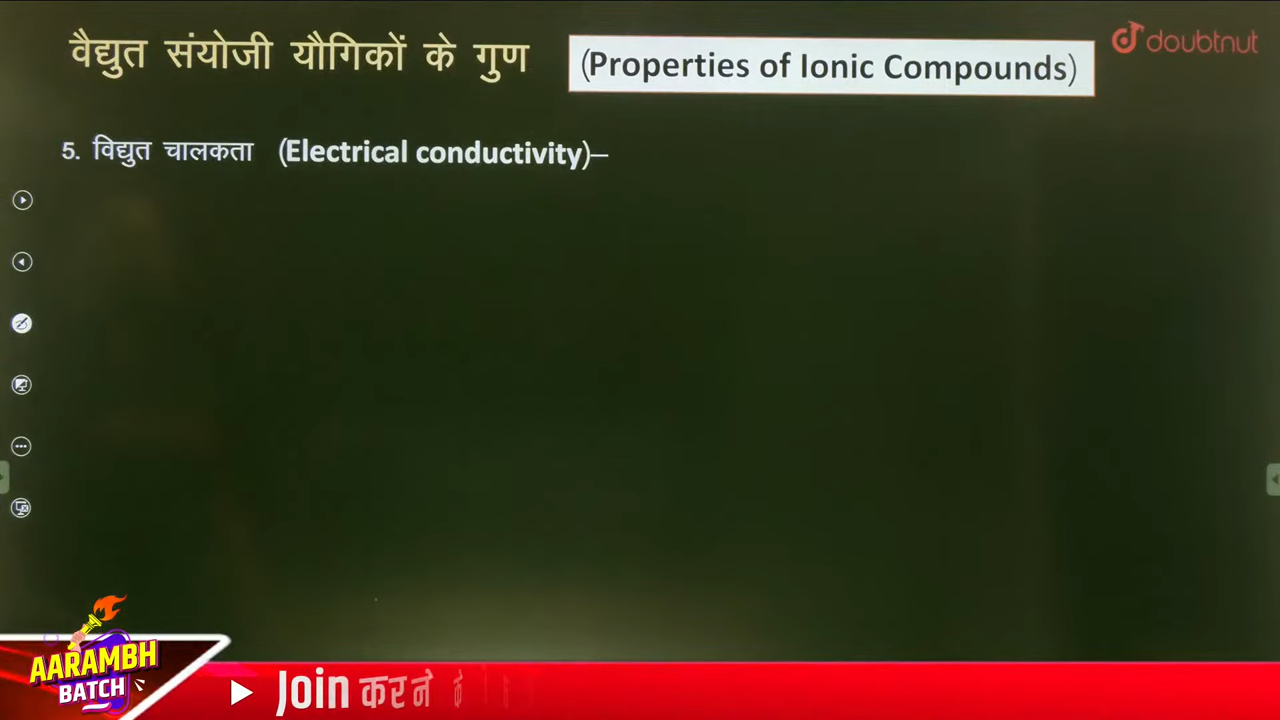 वैद्युत संयोजी यौगिकों के गुण (Properties of Ionic Compounds)
doubtnut
5. विद्युत चालकता (Electrical conductivity)–
AARAMBH
BATCH
Join करने